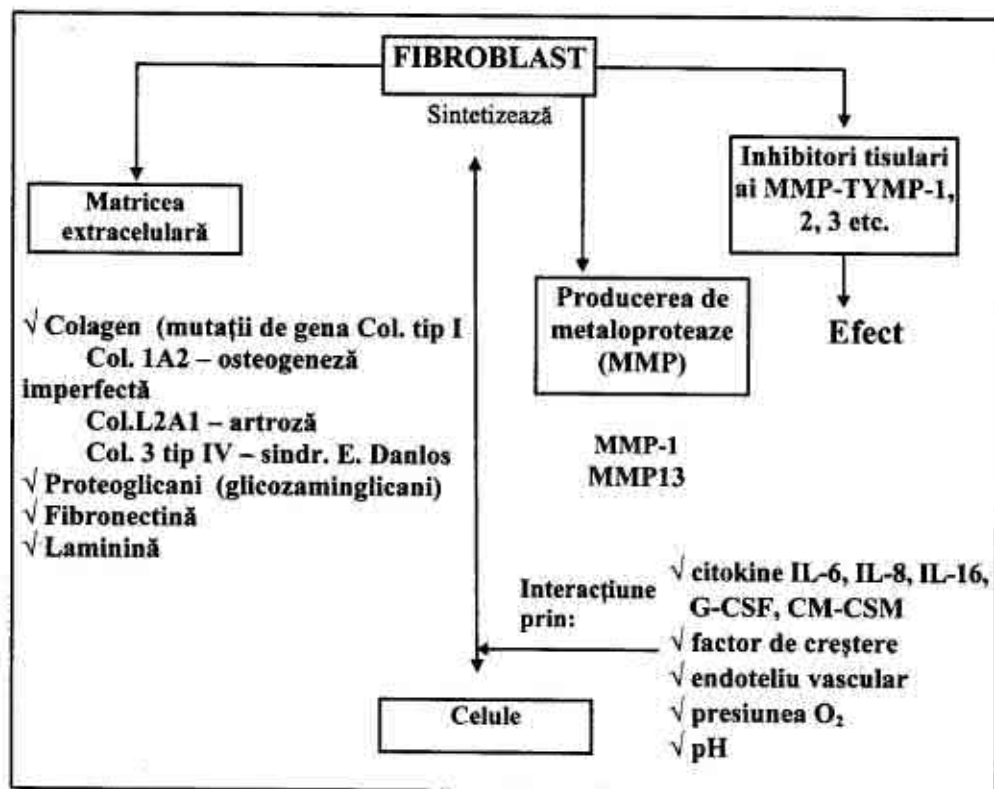 FIBROBLAST
Sintetizează
Matricea
extracelulară
√ Colagen (mutații de gena Col. tip I
Col. 1A2 – osteogeneză
imperfectă
Col.L2A1 – artroză
Col. 3 tip IV – sindr. E. Danlos
√ Proteoglicani (glicozaminglicani)
√ Fibronectină
√ Laminină
Producerea de
metaloproteaze
(MMP)
MMP-1
MMP13
Inhibitori tisulari
ai MMP-TYMP-1,
2, 3 etc.
Efect
Interacțiune
prin:
√ citokine IL-6, IL-8, IL-16,
G-CSF, CM-CSM
√ factor de creștere
√ endoteliu vascular
√ presiunea O₂
√ pH
Celule